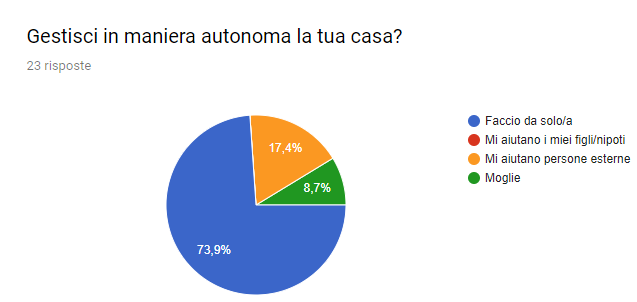 Gestisci in maniera autonoma la tua casa?
23 risposte
Faccio da solo/a
Mi aiutano i miei figli/nipoti
Mi aiutano persone esterne
Moglie
17,4%
8,7%
73,9%